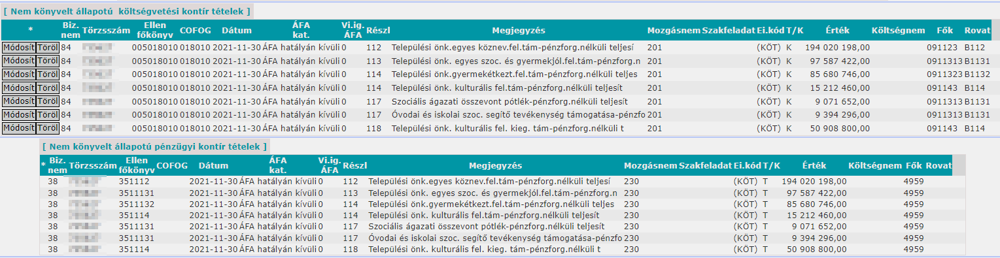 [ Nem könyvelt állapotú költségvetési kontír tételek ]
* Biz. nem Törzsszám Ellen főkönyv COFOG Dátum ÁFA kat. Vi.ig. ÁFA Részl Megjegyzés Mozgásnem Szakfeladat Ei.kód T/K Érték Költségnem Fők Rovat
Módosít Töröl 84 005018010 018010 2021-11-30 ÁFA hatályán kívüli 0 112 Települési önk.egyes köznev.fel.tám-pénzforg.nélküli teljesí 201 (KÖT) K 194 020 198,00 091123 B112
Módosít Töröl 84 005018010 018010 2021-11-30 ÁFA hatályán kívüli 0 113 Települési önk. egyes szoc. és gyermekjól.fel.tám-pénzforg.n 201 (KÖT) K 97 587 422,00 0911313 B1131
Módosít Töröl 84 005018010 018010 2021-11-30 ÁFA hatályán kívüli 0 114 Települési önk.gyermekétkezt.fel.tám-pénzforg.nélküli teljes 201 (KÖT) K 85 680 746,00 0911323 B1132
Módosít Töröl 84 005018010 018010 2021-11-30 ÁFA hatályán kívüli 0 114 Települési önk. kulturális fel.tám-pénzforg.nélküli teljesít 201 (KÖT) K 15 212 460,00 091143 B114
Módosít Töröl 84 005018010 018010 2021-11-30 ÁFA hatályán kívüli 0 117 Szociális ágazati összevont pótlék-pénzforg.nélküli teljesít 201 (KÖT) K 9 071 652,00 0911313 B1131
Módosít Töröl 84 005018010 018010 2021-11-30 ÁFA hatályán kívüli 0 117 Óvodai és iskolai szoc. segítő tevékenység támogatása-pénzfo 201 (KÖT) K 9 394 296,00 0911313 B1131
Módosít Töröl 84 005018010 018010 2021-11-30 ÁFA hatályán kívüli 0 118 Települési önk. kulturális fel. kieg. tám.-pénzforg.nélküli t 201 (KÖT) K 50 908 800,00 091143 B114
[ Nem könyvelt állapotú pénzügyi kontír tételek ]
* Biz. nem Törzsszám Ellen főkönyv COFOG Dátum ÁFA kat. Vi.ig. ÁFA Részl Megjegyzés Mozgásnem Szakfeladat Ei.kód T/K Érték Költségnem Fők Rovat
38 351112 2021-11-30 ÁFA hatályán kívüli 0 112 Települési önk.egyes köznev.fel.tám-pénzforg.nélküli teljesí 230 (KÖT) T 194 020 198,00 4959
38 3511131 2021-11-30 ÁFA hatályán kívüli 0 113 Települési önk. egyes szoc. és gyermekjól.fel.tám-pénzforg.n 230 (KÖT) T 97 587 422,00 4959
38 3511132 2021-11-30 ÁFA hatályán kívüli 0 114 Települési önk.gyermekétkezt.fel.tám-pénzforg.nélküli teljes 230 (KÖT) T 85 680 746,00 4959
38 351114 2021-11-30 ÁFA hatályán kívüli 0 114 Települési önk. kulturális fel.tám-pénzforg.nélküli teljesít 230 (KÖT) T 15 212 460,00 4959
38 3511131 2021-11-30 ÁFA hatályán kívüli 0 117 Szociális ágazati összevont pótlék-pénzforg.nélküli teljesít 230 (KÖT) T 9 071 652,00 4959
38 3511131 2021-11-30 ÁFA hatályán kívüli 0 117 Óvodai és iskolai szoc. segítő tevékenység támogatása-pénzfo 230 (KÖT) T 9 394 296,00 4959
38 351114 2021-11-30 ÁFA hatályán kívüli 0 118 Települési önk. kulturális fel. kieg. tám-pénzforg.nélküli t 230 (KÖT) T 50 908 800,00 4959